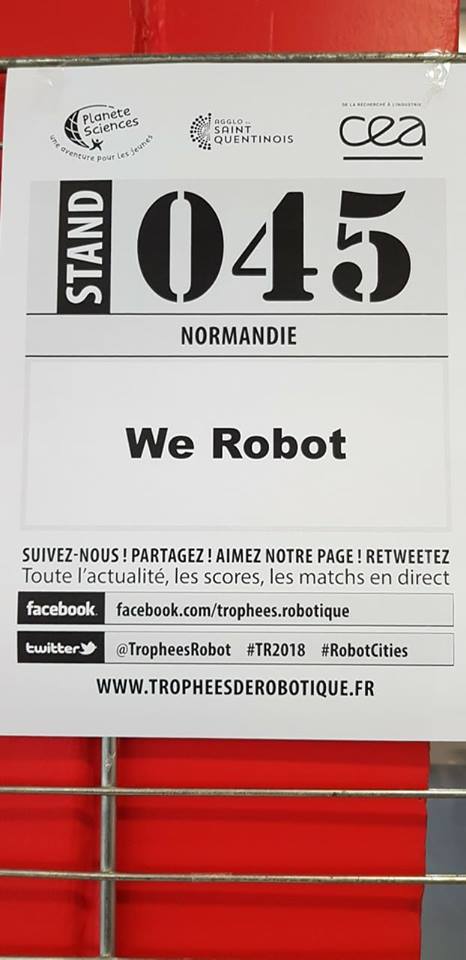 Planète
Sciences
une aventure pour les jeunes
AGGLO DU
SAINT
QUENTINOIS
DE LA RECHERCHE À L'INDUSTRIE
cea
STAND
045
NORMANDIE
We Robot
SUIVEZ-NOUS ! PARTAGEZ ! AIMEZ NOTRE PAGE ! RETWEETEZ
Toute l'actualité, les scores, les matchs en direct
facebook. facebook.com/trophees.robotique
twitter @TropheesRobot #TR2018 #RobotCities
WWW.TROPHEESDEROBOTIQUE.FR